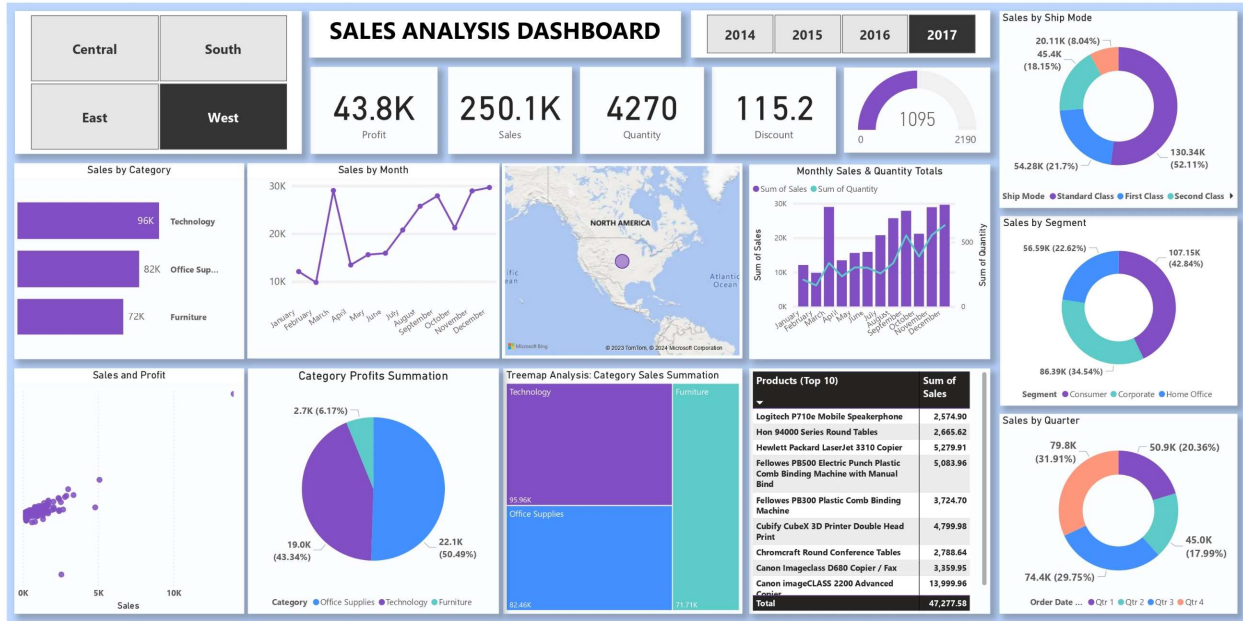 Central
South
East
West
SALES ANALYSIS DASHBOARD
2014
2015
2016
2017
43.8K
Profit
250.1K
Sales
4270
Quantity
115.2
Discount
1095
0
2190
Sales by Ship Mode
20.11K (8.04%)
45.4K
(18.15%)
54.28K (21.7%)
130.34K
(52.11%)
Ship Mode Standard Class First Class Second Class
Sales by Category
96K
Technology
82K
Office Sup...
72K
Furniture
Sales by Month
30K
20K
10K
January
February
March
April
May
June
July
August
September
October
November
December
NORTH AMERICA
Atlantic
Ocean
Microsoft Bing
© 2023 TomTom, © 2024 Microsoft Corporation
Monthly Sales & Quantity Totals
Sum of Sales Sum of Quantity
Sum of Sales
30K
20K
10K
0K
500
0
Sum of Quantity
January
February
March
April
May
June
July
August
September
October
November
December
Sales by Segment
56.59K (22.62%)
107.15K
(42.84%)
86.39K (34.54%)
Segment Consumer Corporate Home Office
Sales and Profit
0K
5K
10K
Sales
Category Profits Summation
2.7K (6.17%)
19.0K
(43.34%)
22.1K
(50.49%)
Category Office Supplies Technology Furniture
Treemap Analysis: Category Sales Summation
Technology
95.96K
Office Supplies
82.46K
Furniture
71.71K
Products (Top 10) Sum of
Sales
Logitech P710e Mobile Speakerphone 2,574.90
Hon 94000 Series Round Tables 2,665.62
Hewlett Packard LaserJet 3310 Copier 5,279.91
Fellowes PB500 Electric Punch Plastic 5,083.96
Comb Binding Machine with Manual
Bind
Fellowes PB300 Plastic Comb Binding 3,724.70
Machine
Cubify CubeX 3D Printer Double Head 4,799.98
Print
Chromcraft Round Conference Tables 2,788.64
Canon Imageclass D680 Copier / Fax 3,359.95
Canon imageCLASS 2200 Advanced 13,999.96
Copier
Total 47,277.58
Sales by Quarter
79.8K
(31.91%)
50.9K (20.36%)
45.0K
(17.99%)
74.4K (29.75%)
Order Date ... Qtr 1 Qtr 2 Qtr 3 Qtr 4